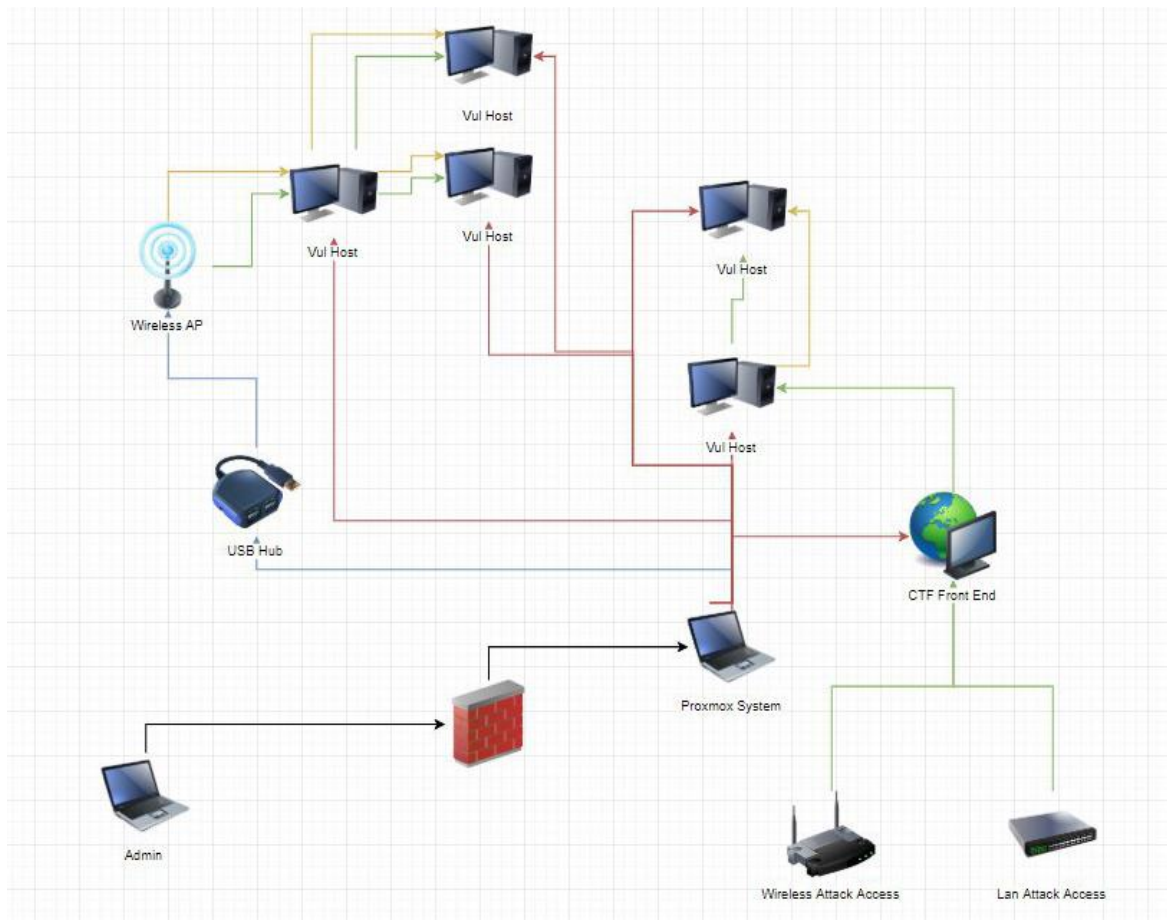 Vul Host
Vul Host
Vul Host
Vul Host
Wireless AP
Vul Host
USB Hub
CTF Front End
Proxmox System
Admin
Wireless Attack Access
Lan Attack Access